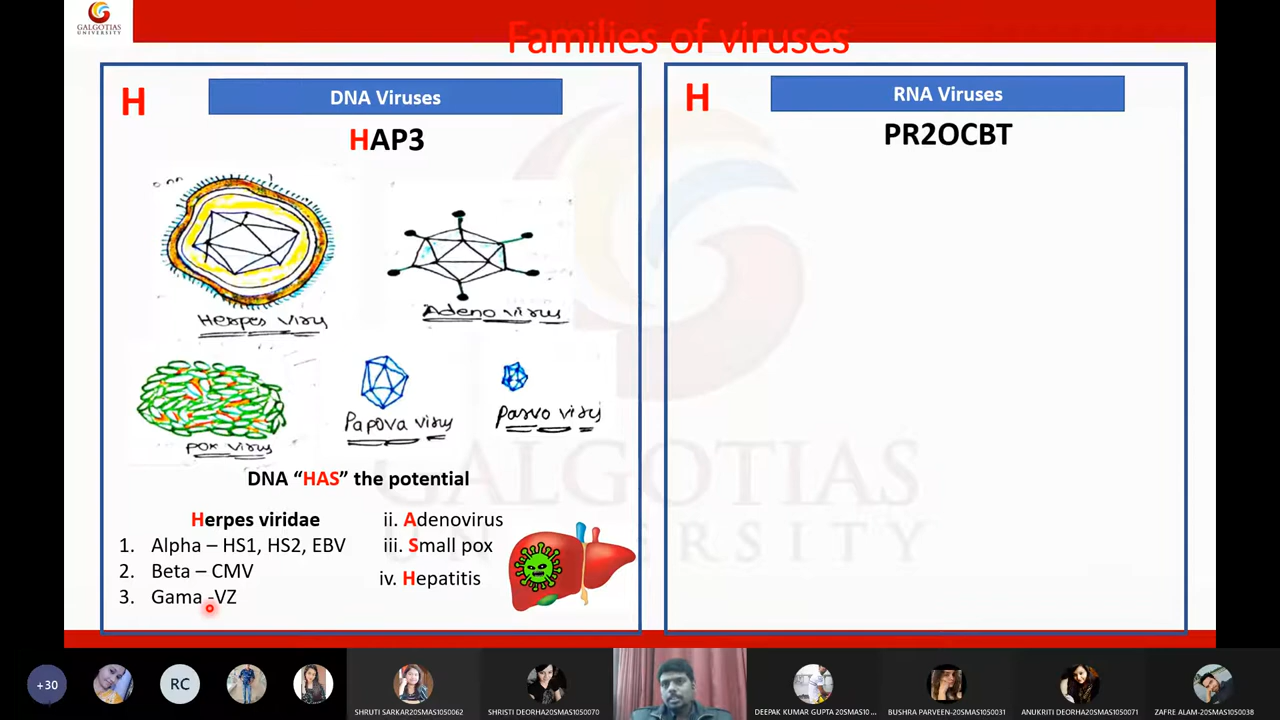 GALGOTIAS
UNIVERSITY
Families of viruses
H
DNA Viruses
HAP3
Herpes Viru
Adeno virus
pox virus
Papova virus
parvo virus
DNA “HAS” the potential
Herpes viridae
1. Alpha – HS1, HS2, EBV
2. Beta – CMV
3. Gama -VZ
ii. Adenovirus
iii. Small pox
iv. Hepatitis
H
RNA Viruses
PR2OCBT
GALGOTIAS
UNIVERSITY
+30
RC
SHRUTI SARKAR20SMAS1050062
SHRISTI DEORHA20SMAS1050070
DEEPAK KUMAR GUPTA 20SMAS10 ...
BUSHRA PARVEEN-20SMAS105031
ANUKRITI DEORHA20SMAS1050071
ZAFRE ALAM-20SMAS1050038